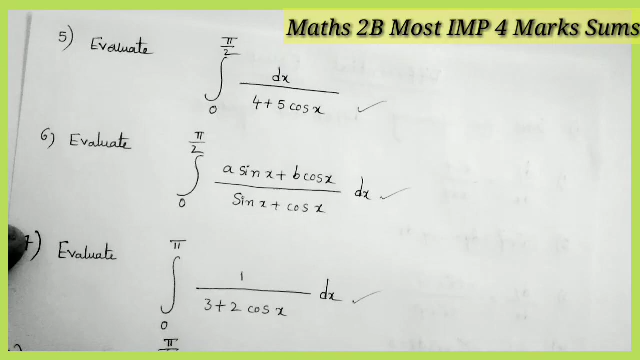 Maths 2B Most IMP 4 Marks Sums
5) Evaluate ∫₀^(π/2) dx / (4 + 5 cos x) ✓
6) Evaluate ∫₀^(π/2) (a sin x + b cos x) / (Sin x + cos x) dx ✓
7) Evaluate ∫₀^π 1 / (3 + 2 cos x) dx ✓
π